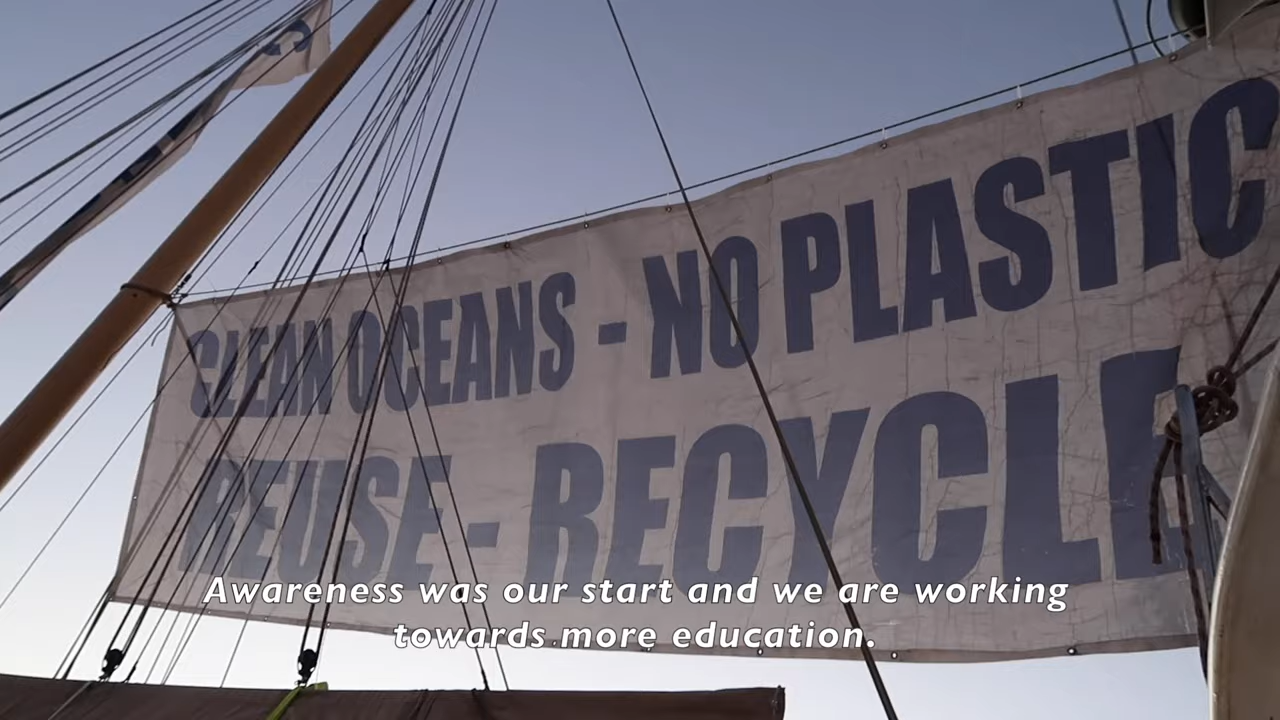 CLEAN OCEANS - NO PLASTIC
REUSE - RECYCLE
Awareness was our start and we are working
towards more education.